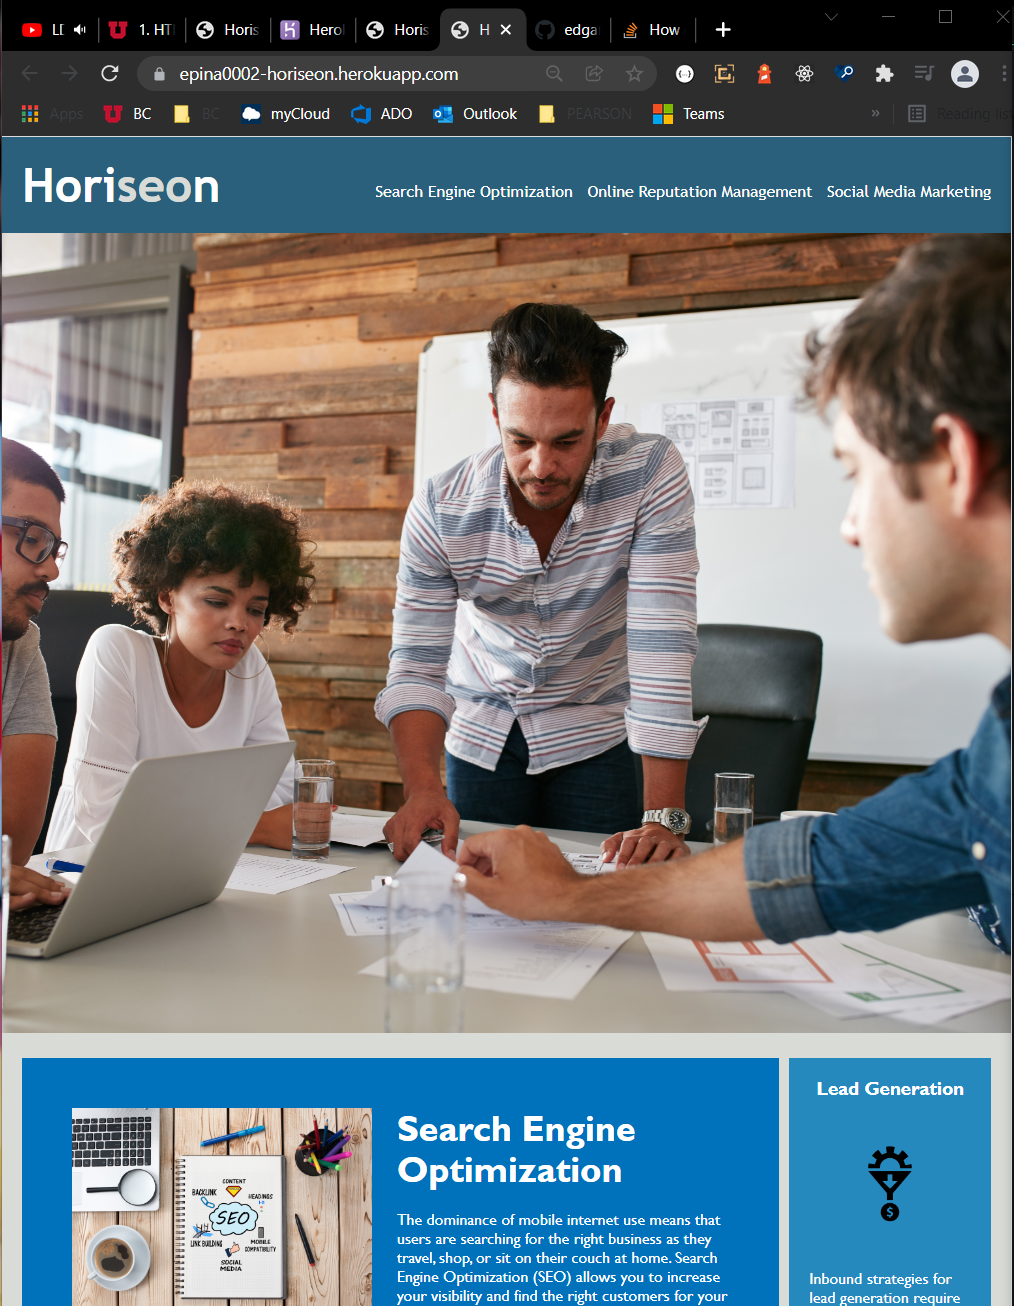 LI
1. HT
Horis
Hero
Horis
H
edga
How
epina0002-horiseon.herokuapp.com
Apps
BC
BC
myCloud
ADO
Outlook
PEARSON
Teams
»
Reading list
Horiseon
Search Engine Optimization
Online Reputation Management
Social Media Marketing
Search Engine
Optimization
CONTENT
BACKLINK
HEADINGS
SEO
LINK BUILDING
MOBILE
COMPATIBILITY
SOCIAL
MEDIA
The dominance of mobile internet use means that
users are searching for the right business as they
travel, shop, or sit on their couch at home. Search
Engine Optimization (SEO) allows you to increase
your visibility and find the right customers for your
Lead Generation
$
Inbound strategies for
lead generation require